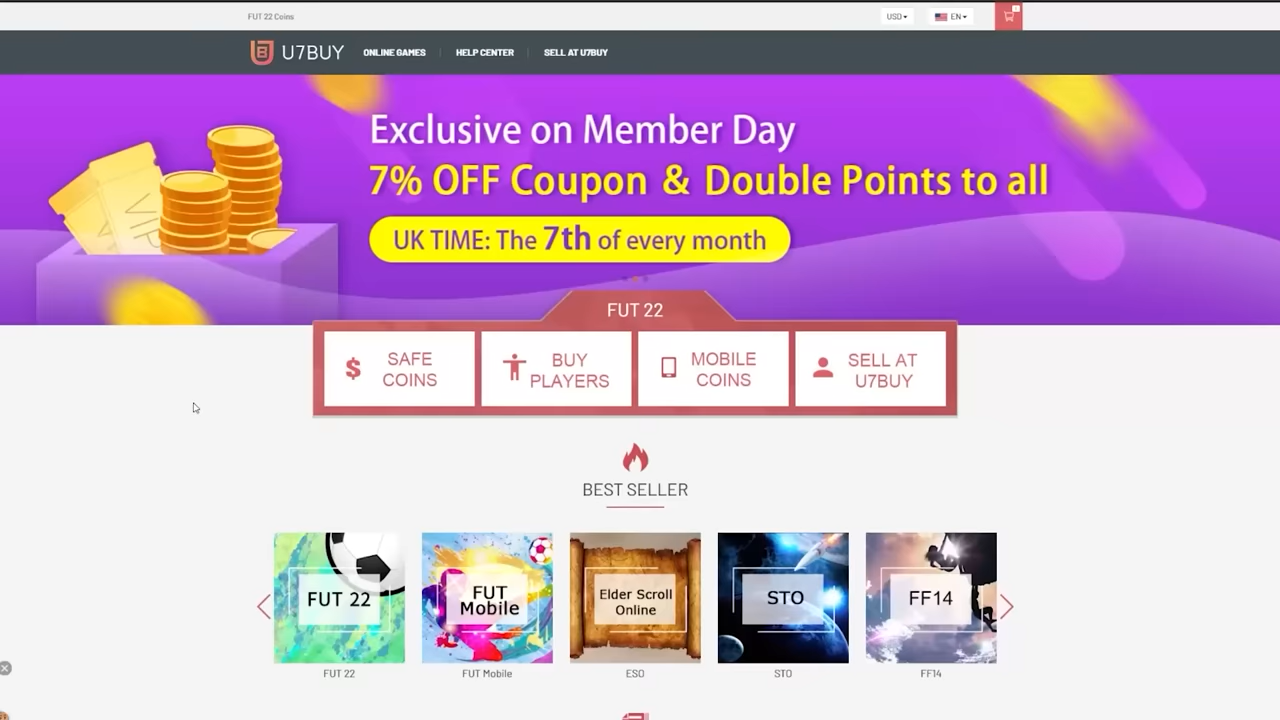 FUT 22 Coins
USD
EN
1
U7BUY
ONLINE GAMES
HELP CENTER
SELL AT U7BUY
Exclusive on Member Day
7% OFF Coupon & Double Points to all
UK TIME: The 7th of every month
VIP
FUT 22
$ SAFE
COINS
BUY
PLAYERS
MOBILE
COINS
SELL AT
U7BUY
BEST SELLER
FUT 22
FUT
Mobile
Elder Scroll
Online
STO
FF14
FUT 22
FUT Mobile
ESO
STO
FF14